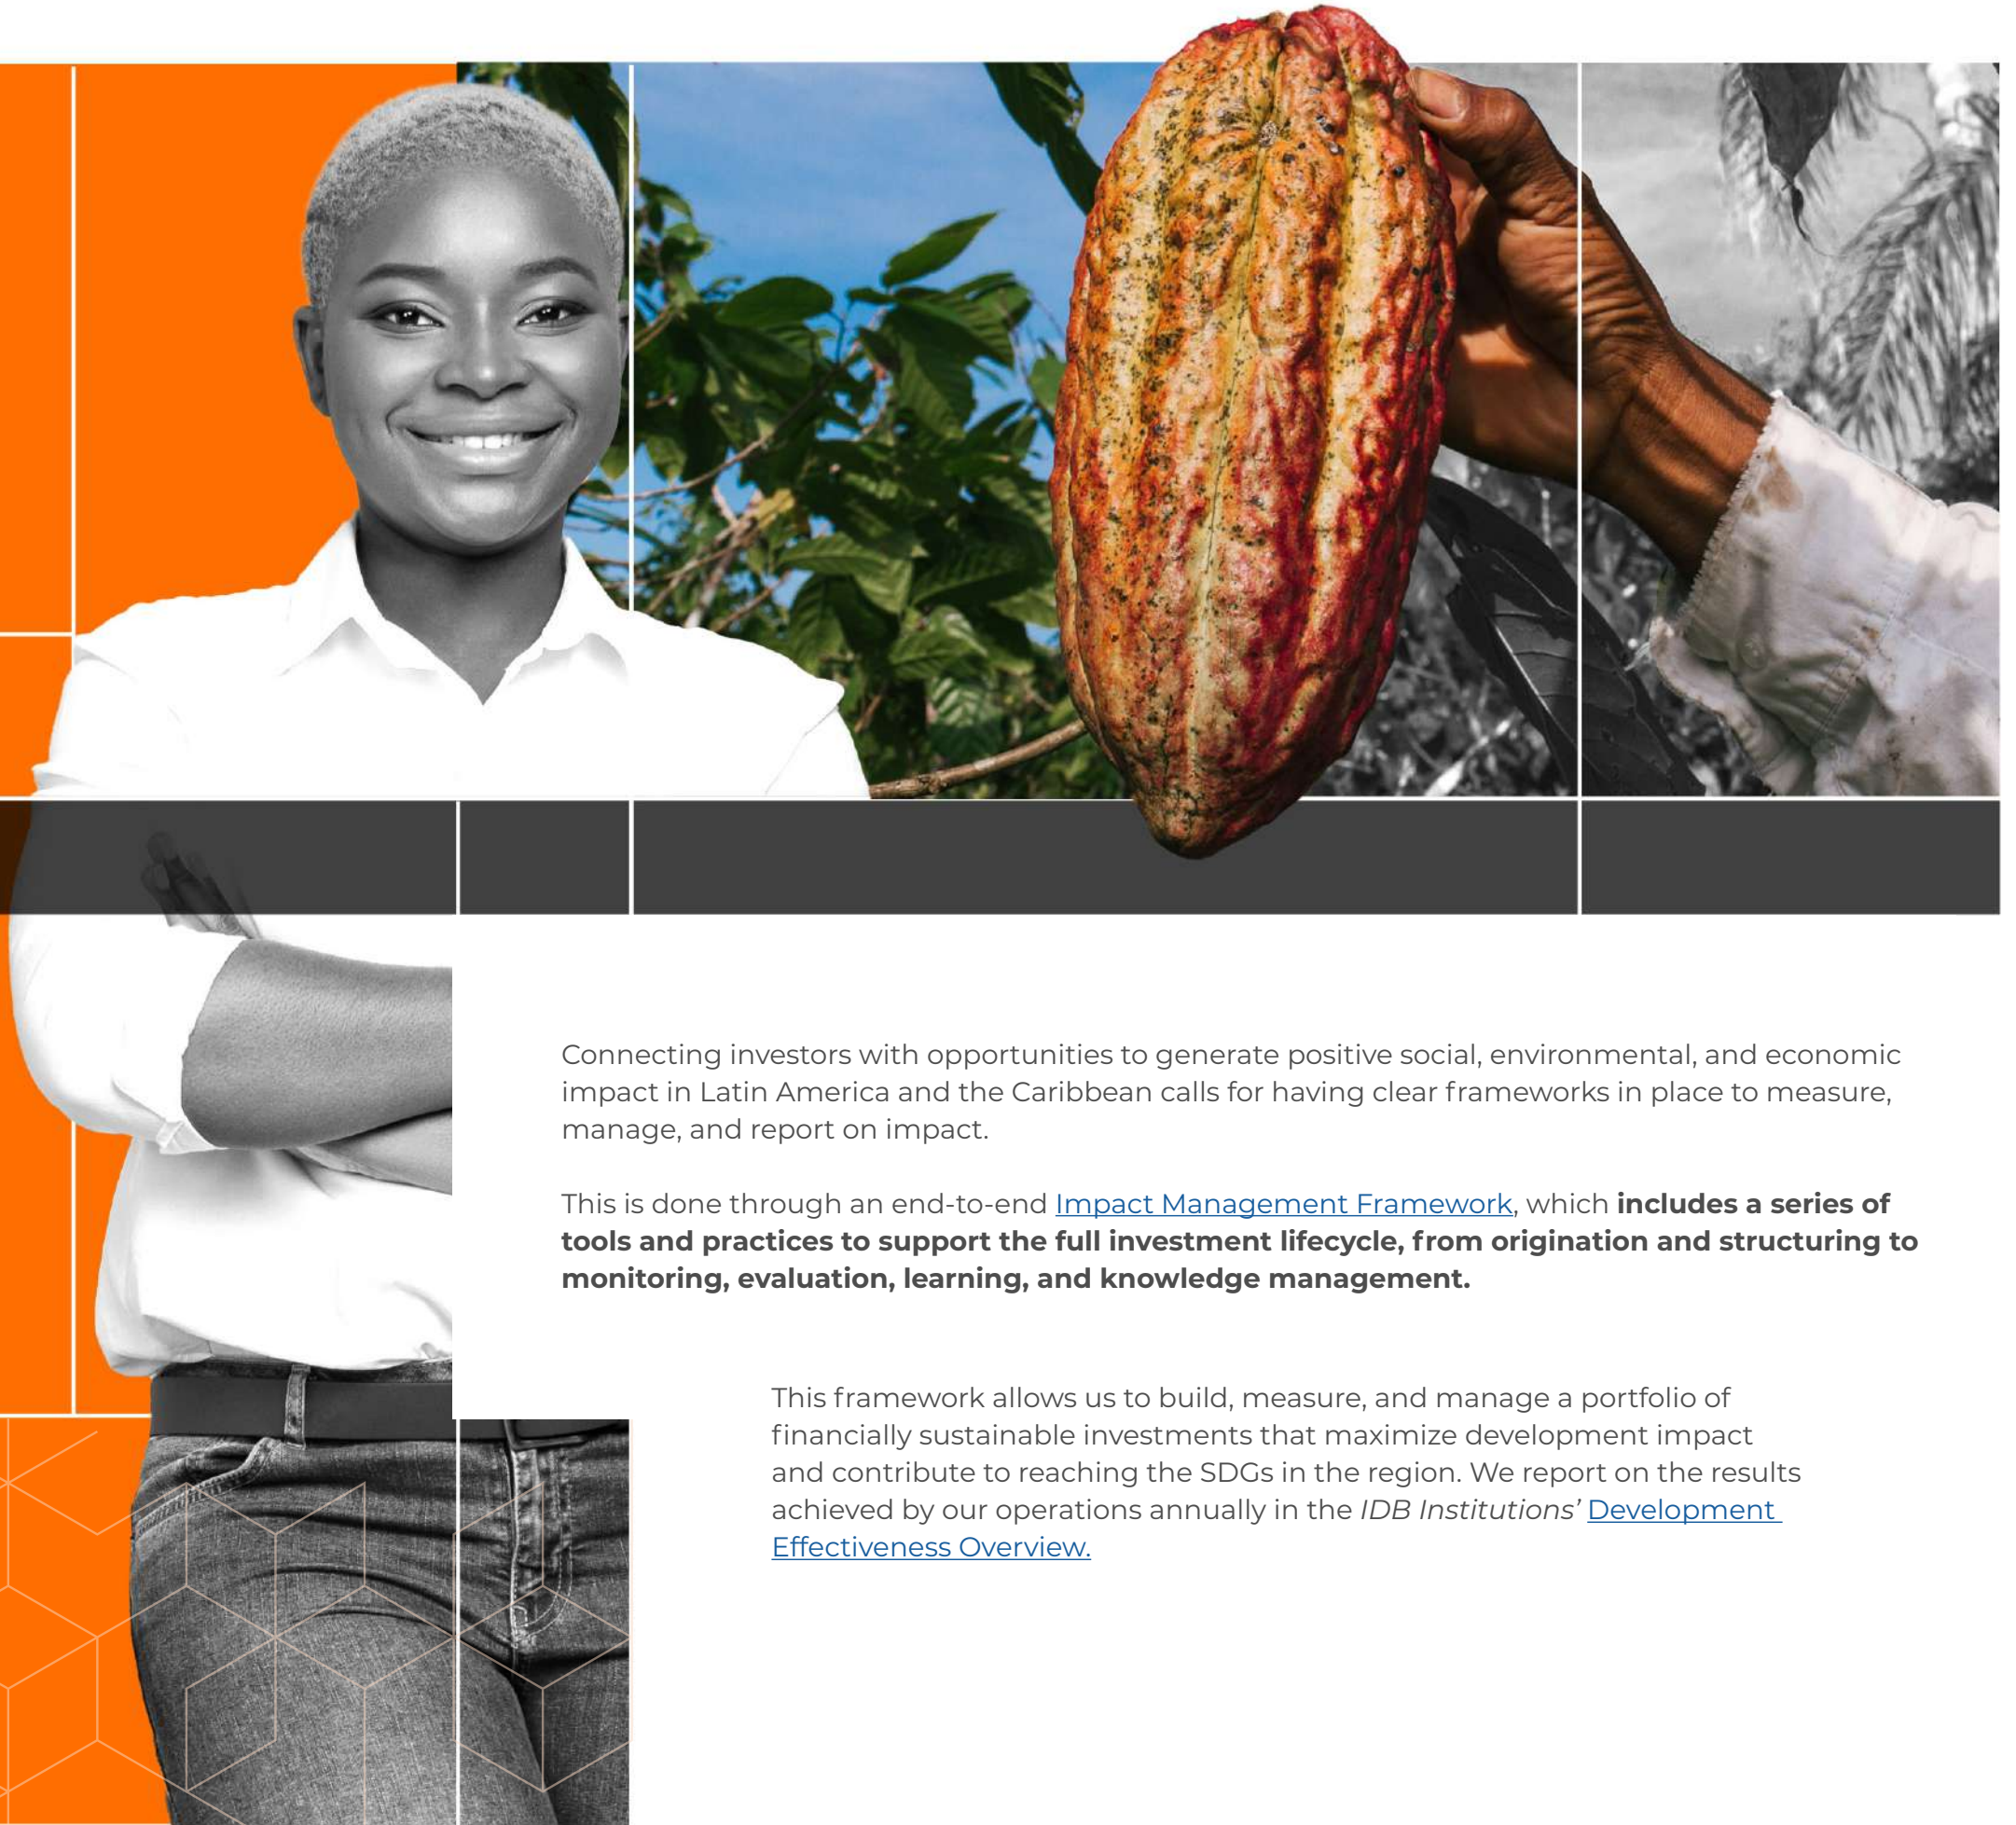 Connecting investors with opportunities to generate positive social, environmental, and economic
impact in Latin America and the Caribbean calls for having clear frameworks in place to measure,
manage, and report on impact.
This is done through an end-to-end Impact Management Framework, which includes a series of
tools and practices to support the full investment lifecycle, from origination and structuring to
monitoring, evaluation, learning, and knowledge management.
This framework allows us to build, measure, and manage a portfolio of
financially sustainable investments that maximize development impact
and contribute to reaching the SDGs in the region. We report on the results
achieved by our operations annually in the IDB Institutions’ Development
Effectiveness Overview.